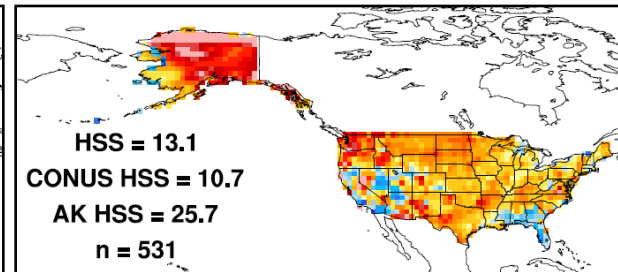 HSS = 13.1
CONUS HSS = 10.7
AK HSS = 25.7
n = 531